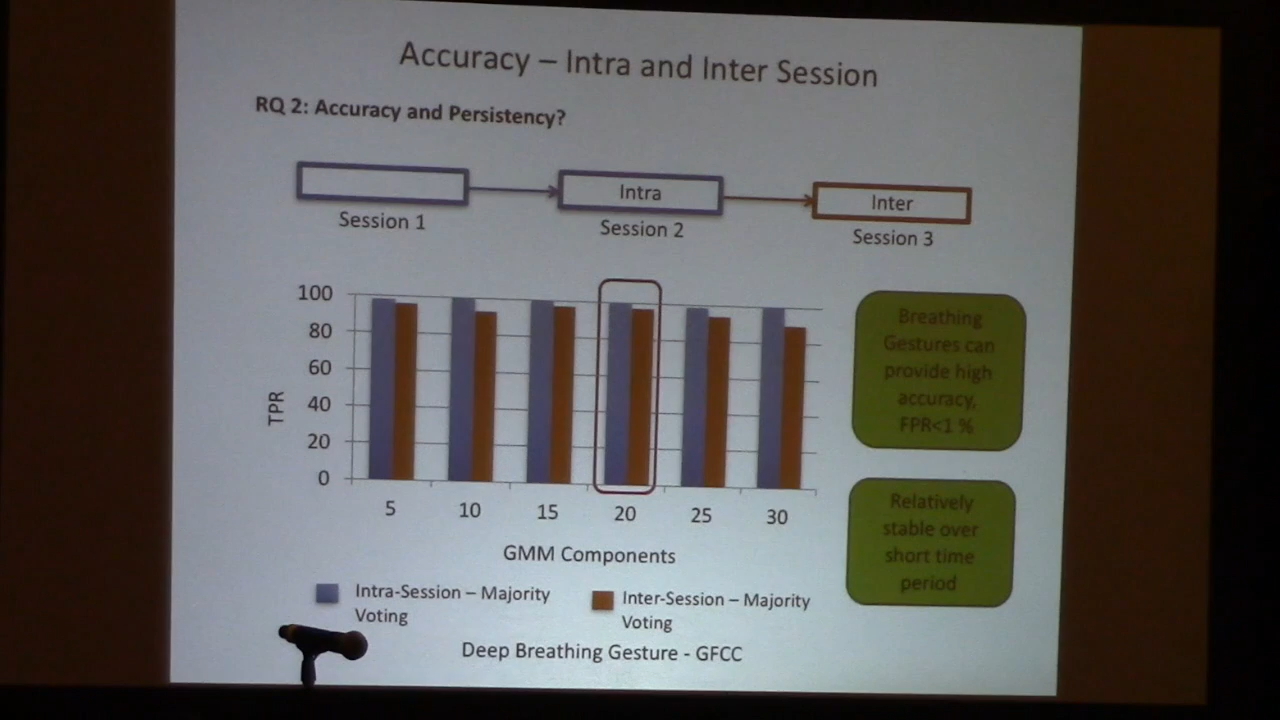 Accuracy – Intra and Inter Session
RQ 2: Accuracy and Persistency?
Intra
Inter
Session 1
Session 2
Session 3
100
80
60
40
20
0
TPR
5 10 15 20 25 30
GMM Components
Breathing
Gestures can
provide high
accuracy,
FPR<1 %
Relatively
stable over
short time
period
Intra-Session – Majority
Voting
Inter-Session – Majority
Voting
Deep Breathing Gesture - GFCC